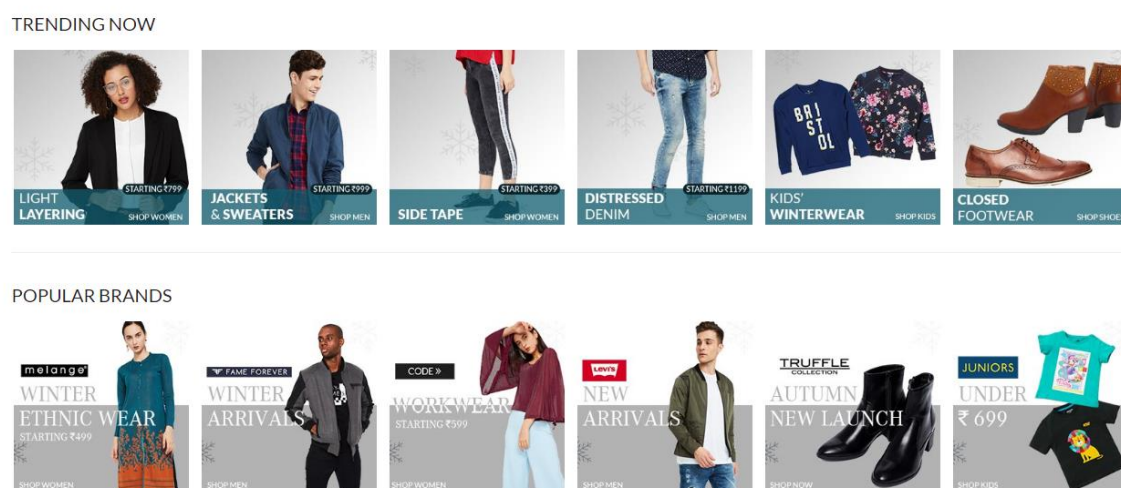 TRENDING NOW
LIGHT
LAYERING
STARTING ₹799
SHOP WOMEN
JACKETS
& SWEATERS
STARTING ₹999
SHOP MEN
SIDE TAPE
STARTING ₹399
SHOP WOMEN
DISTRESSED
DENIM
STARTING ₹1199
SHOP MEN
BRI
ST
OL
KIDS'
WINTERWEAR
SHOP KIDS
CLOSED
FOOTWEAR
SHOP SHOES
POPULAR BRANDS
melange
WINTER
ETHNIC WEAR
STARTING ₹499
SHOP WOMEN
FAME FOREVER
WINTER
ARRIVALS
SHOP MEN
CODE »
WORKWEAR
STARTING ₹599
SHOP WOMEN
LEVI'S
NEW
ARRIVALS
SHOP MEN
TRUFFLE
COLLECTION
AUTUMN
NEW LAUNCH
SHOP NOW
JUNIORS
UNDER
₹ 699
SHOP KIDS